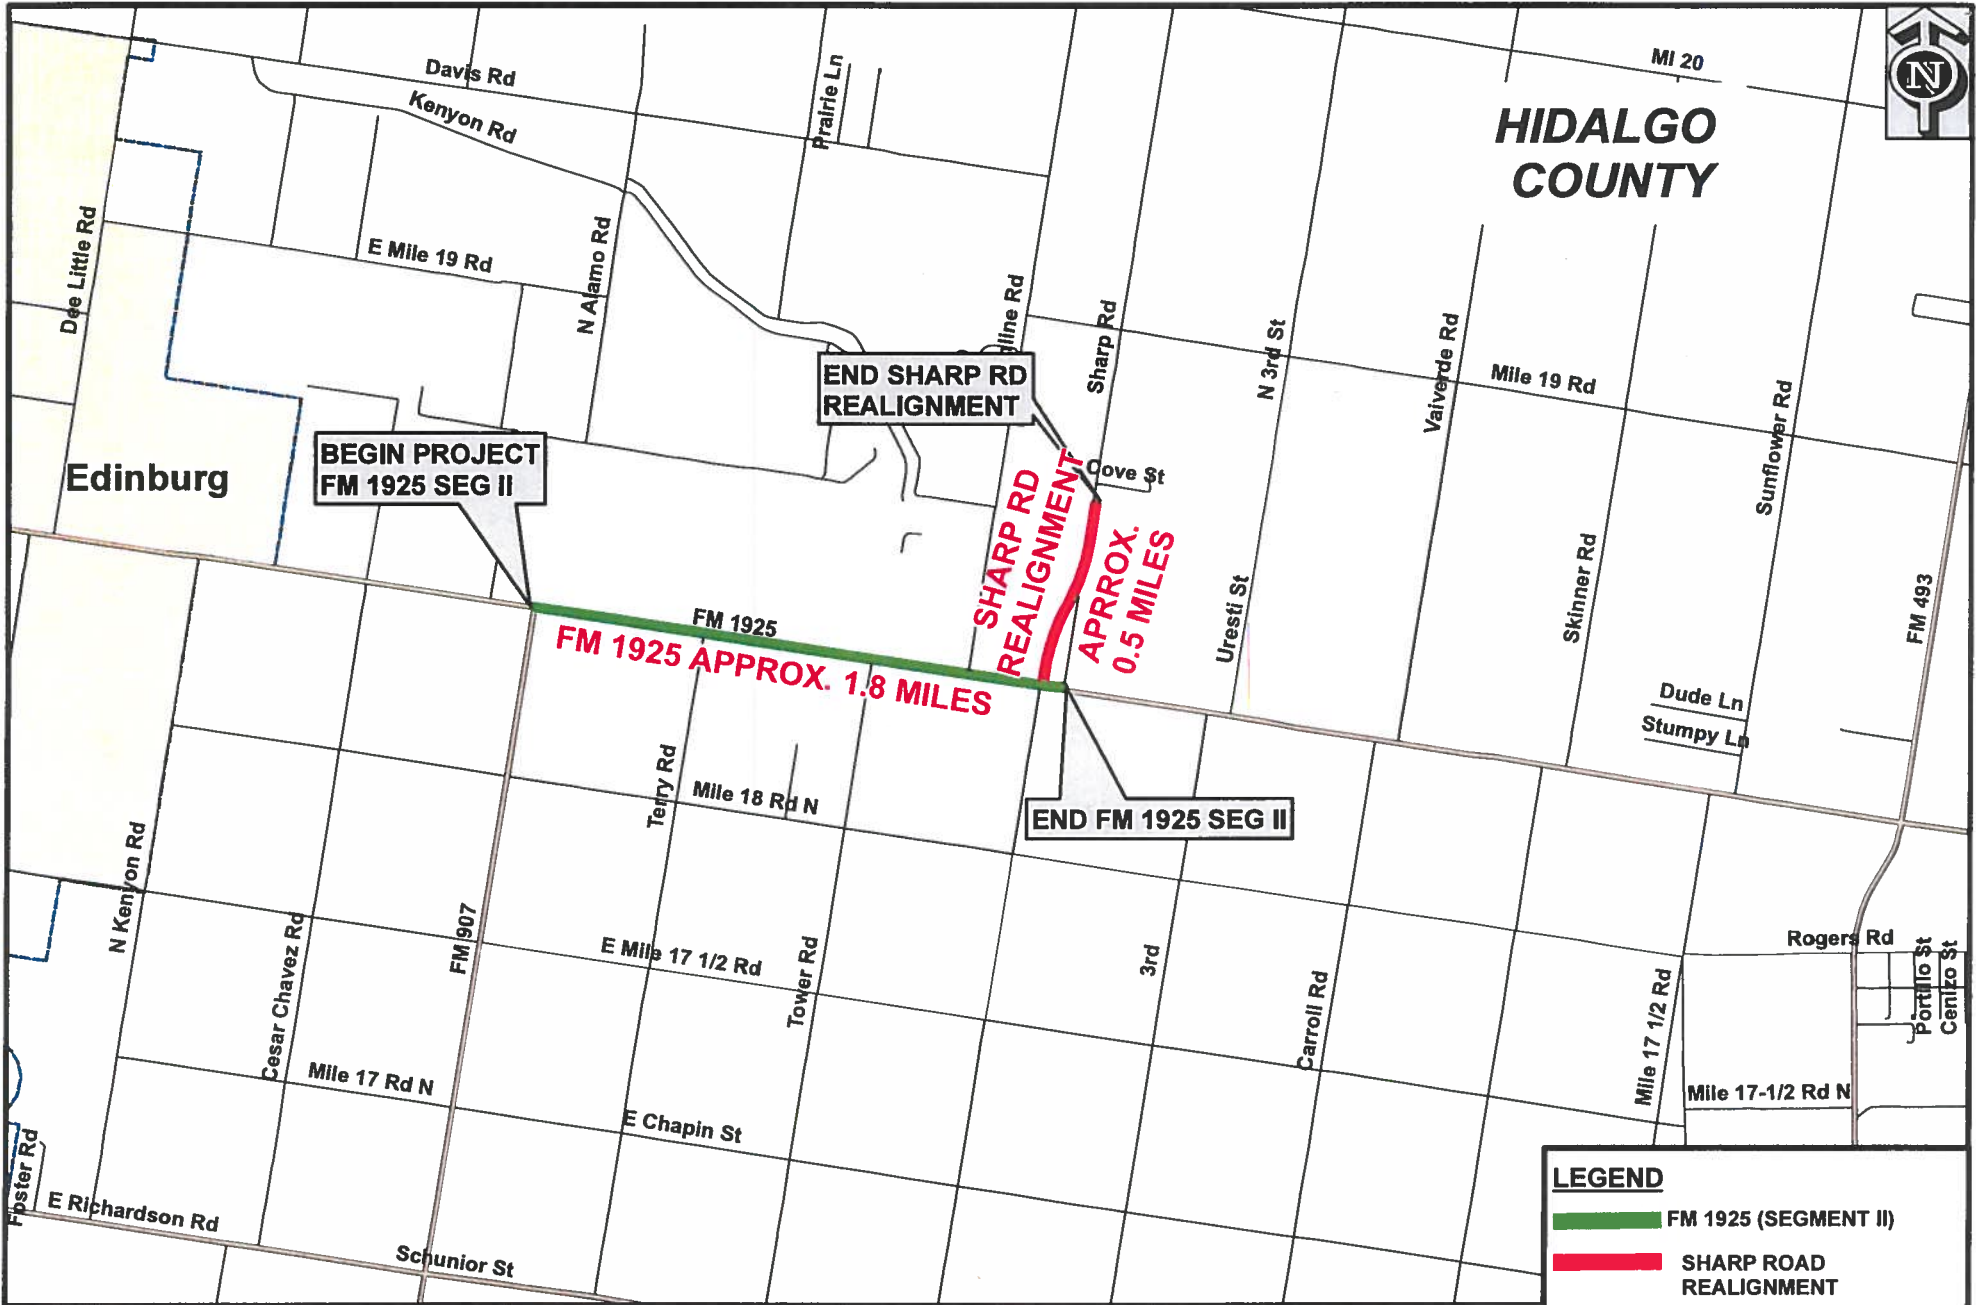 Davis Rd
Kenyon Rd
Prairie Ln
MI 20
N
HIDALGO
COUNTY
Dee Little Rd
E Mile 19 Rd
N Alamo Rd
Sharp Rd
N 3rd St
Valverde Rd
Mile 19 Rd
Sunflower Rd
END SHARP RD
REALIGNMENT
BEGIN PROJECT
FM 1925 SEG II
Edinburg
Cove St
SHARP RD
REALIGNMENT
APRROX.
0.5 MILES
Uresti St
Skinner Rd
FM 493
FM 1925
FM 1925 APPROX. 1.8 MILES
Dude Ln
Stumpy Ln
Terry Rd
Mile 18 Rd N
END FM 1925 SEG II
N Kenyon Rd
Cesar Chavez Rd
FM 907
E Mile 17 1/2 Rd
Tower Rd
3rd
Carroll Rd
Mile 17 1/2 Rd
Rogers Rd
Portillo St
Cenizo St
Mile 17-1/2 Rd N
Mile 17 Rd N
E Chapin St
Foster Rd
E Richardson Rd
Schunior St
LEGEND
FM 1925 (SEGMENT II)
SHARP ROAD
REALIGNMENT